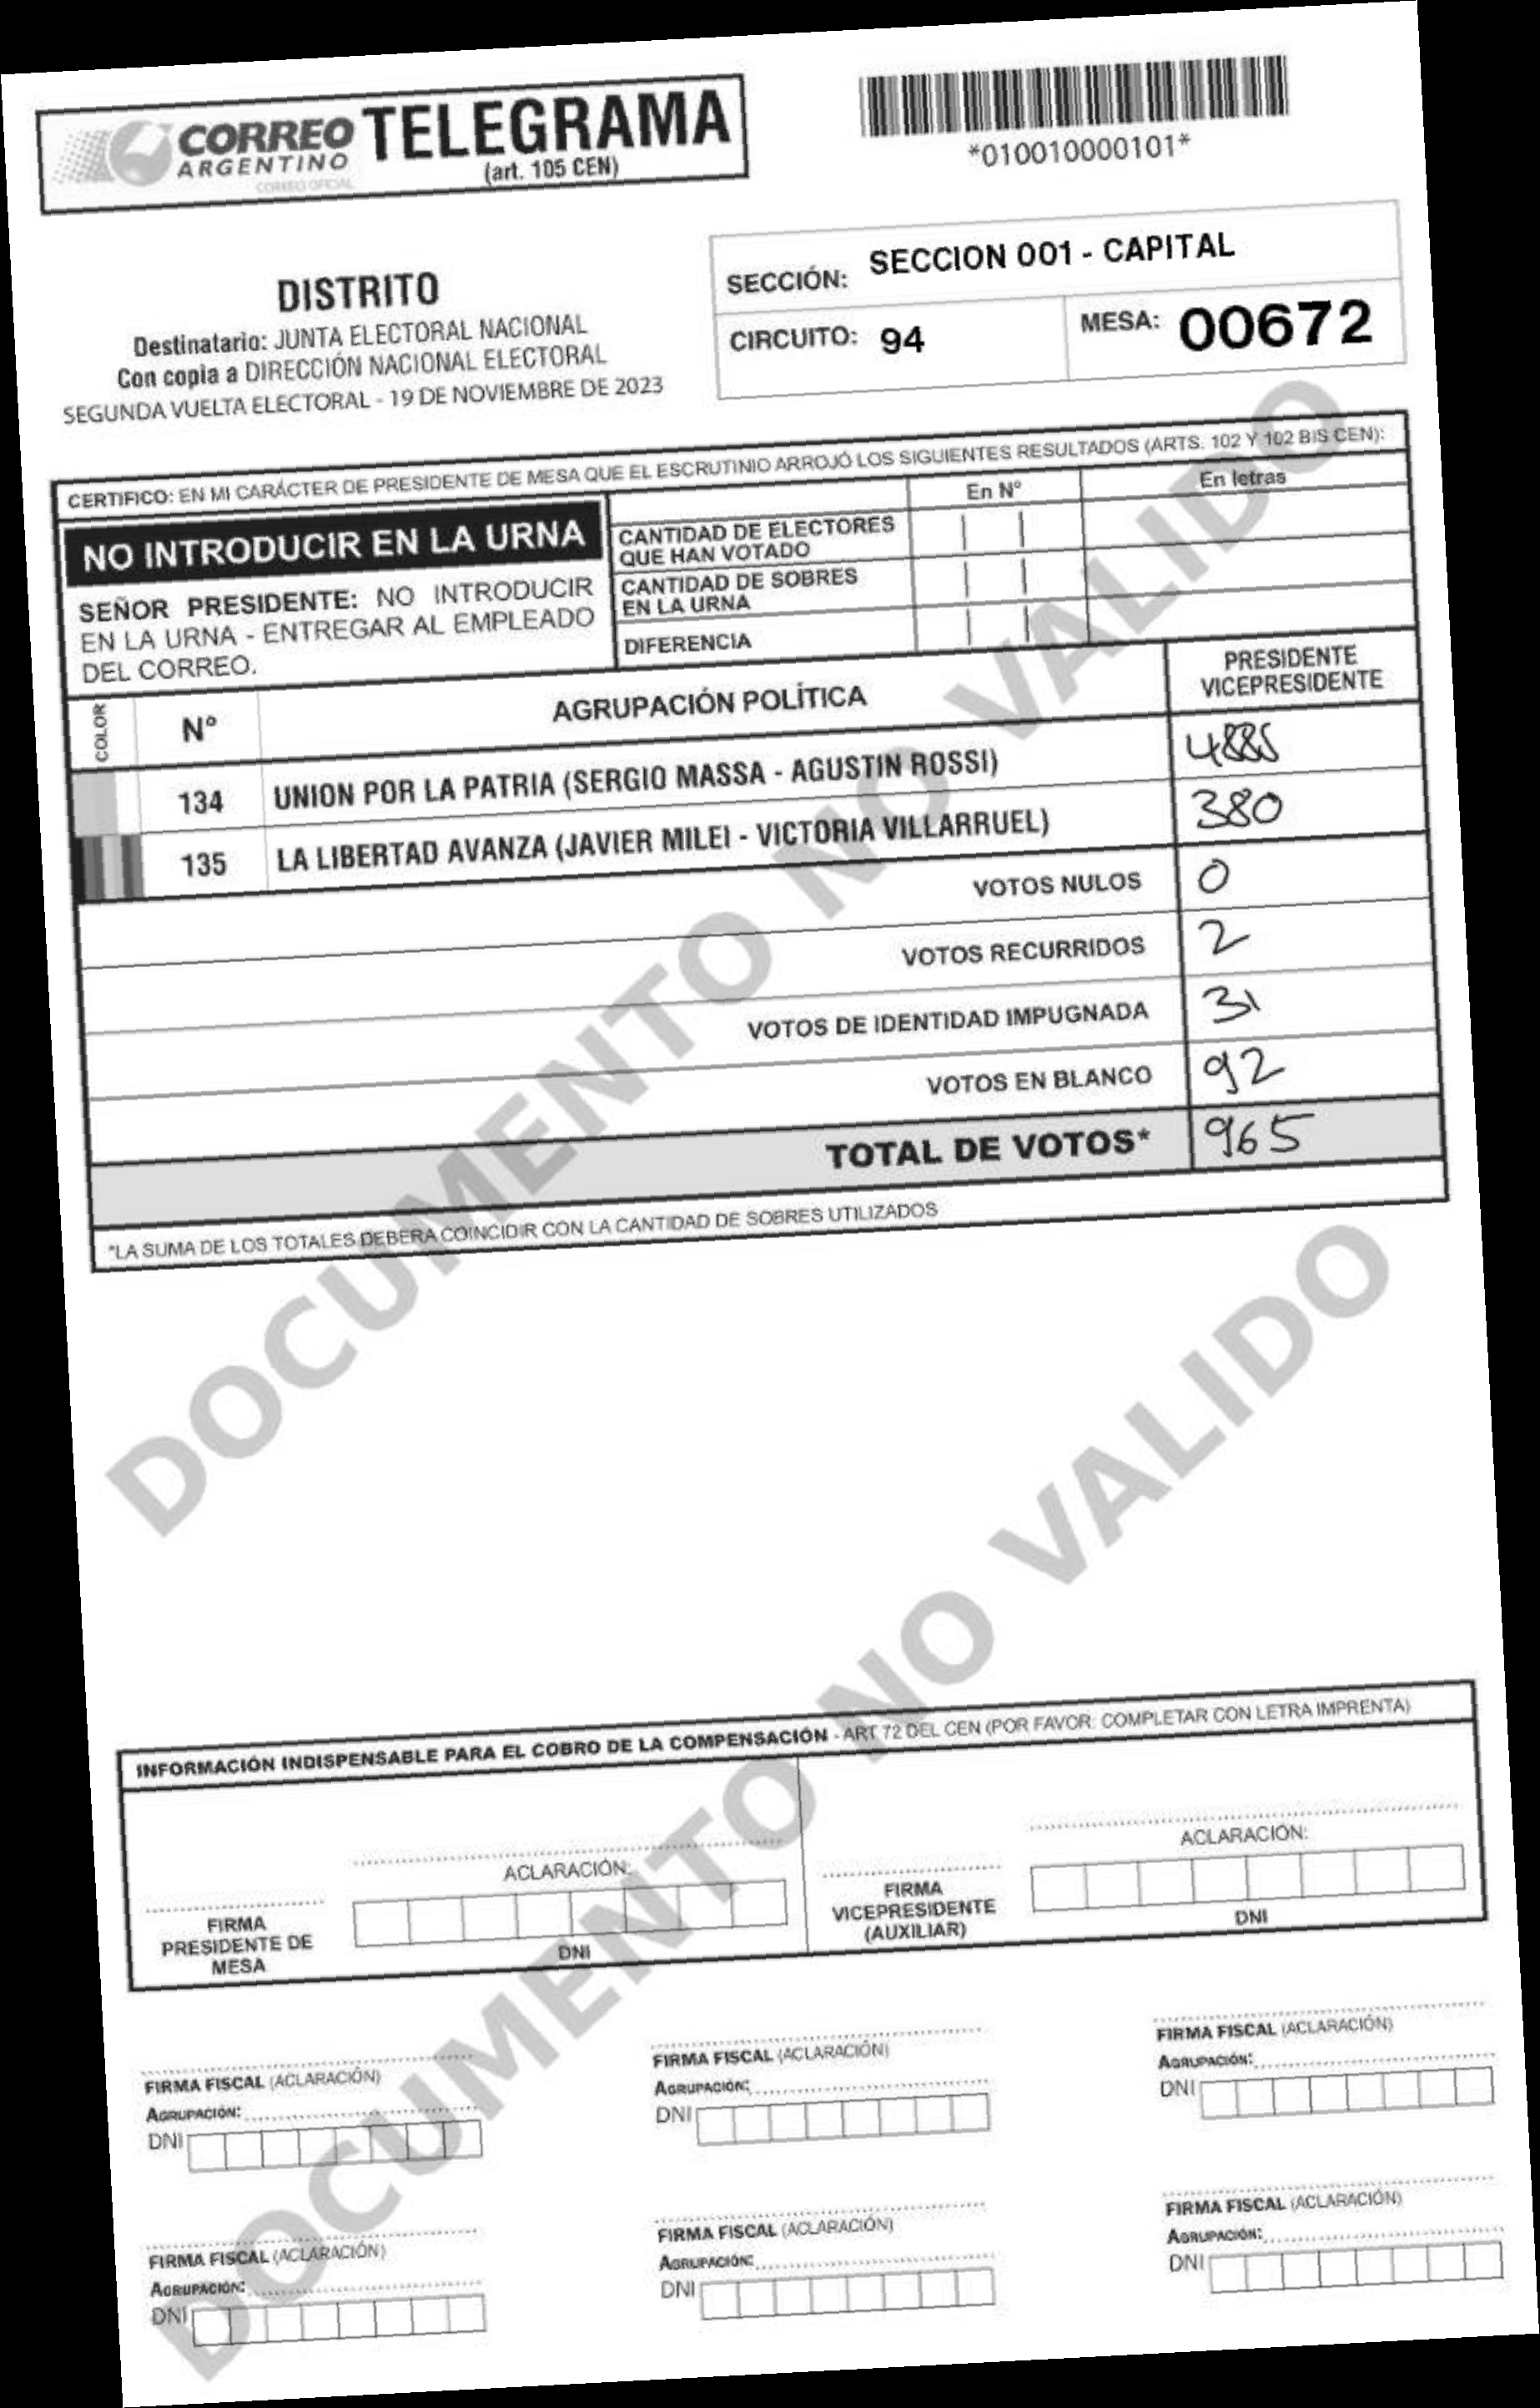 CORREO ARGENTINO
CORREO OFICIAL
TELEGRAMA
(art. 105 CEN)
*010010000101*
DISTRITO
Destinatario: JUNTA ELECTORAL NACIONAL
Con copia a DIRECCIÓN NACIONAL ELECTORAL
SEGUNDA VUELTA ELECTORAL - 19 DE NOVIEMBRE DE 2023
SECCIÓN: SECCION 001 - CAPITAL
CIRCUITO: 94 MESA: 00672
CERTIFICO: EN MI CARÁCTER DE PRESIDENTE DE MESA QUE EL ESCRUTINIO ARROJÓ LOS SIGUIENTES RESULTADOS (ARTS. 102 Y 102 BIS CEN):
NO INTRODUCIR EN LA URNA
SEÑOR PRESIDENTE: NO INTRODUCIR
EN LA URNA - ENTREGAR AL EMPLEADO
DEL CORREO.
En Nº En letras
CANTIDAD DE ELECTORES
QUE HAN VOTADO
CANTIDAD DE SOBRES
EN LA URNA
DIFERENCIA
COLOR Nº AGRUPACIÓN POLÍTICA PRESIDENTE
VICEPRESIDENTE
134 UNION POR LA PATRIA (SERGIO MASSA - AGUSTIN ROSSI)
135 LA LIBERTAD AVANZA (JAVIER MILEI - VICTORIA VILLARRUEL) 380
VOTOS NULOS 0
VOTOS RECURRIDOS 2
VOTOS DE IDENTIDAD IMPUGNADA 31
VOTOS EN BLANCO 92
TOTAL DE VOTOS* 965
*LA SUMA DE LOS TOTALES DEBERA COINCIDIR CON LA CANTIDAD DE SOBRES UTILIZADOS
DOCUMENTO NO VALIDO
DOCUMENTO NO VALIDO
INFORMACIÓN INDISPENSABLE PARA EL COBRO DE LA COMPENSACIÓN - ART 72 DEL CEN (POR FAVOR: COMPLETAR CON LETRA IMPRENTA)
FIRMA
PRESIDENTE DE
MESA
ACLARACIÓN:
DNI
FIRMA
VICEPRESIDENTE
(AUXILIAR)
ACLARACIÓN:
DNI
FIRMA FISCAL (ACLARACIÓN)
AGRUPACIÓN:
DNI
FIRMA FISCAL (ACLARACIÓN)
AGRUPACIÓN:
DNI
FIRMA FISCAL (ACLARACIÓN)
AGRUPACIÓN:
DNI
FIRMA FISCAL (ACLARACIÓN)
AGRUPACIÓN:
DNI
FIRMA FISCAL (ACLARACIÓN)
AGRUPACIÓN:
DNI
FIRMA FISCAL (ACLARACIÓN)
AGRUPACIÓN:
DNI